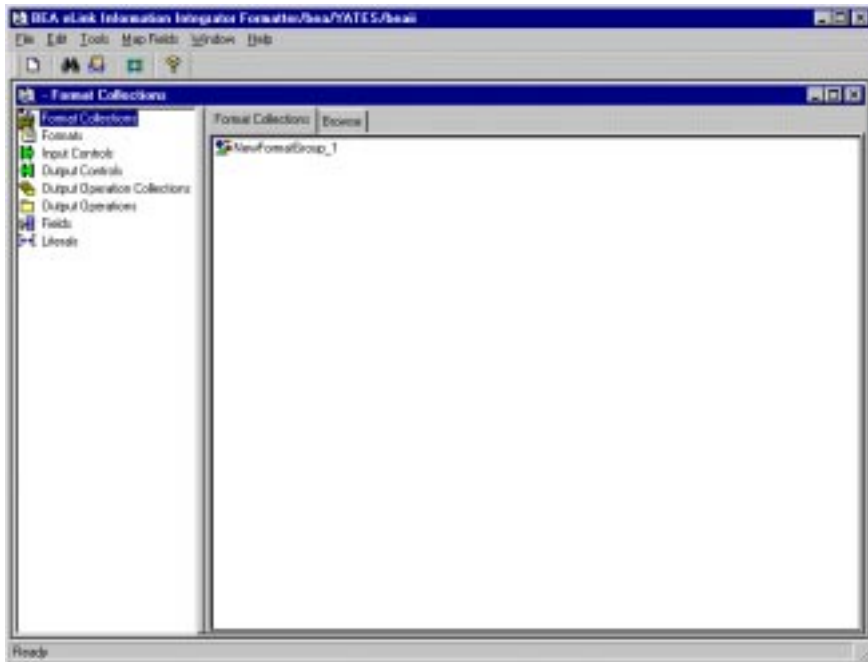 BEA eLink Information Integrator Formatter/bea/YATES/beaii
File Edit Tools Map Fields Window Help
- Format Collections
Format Collections
Formats
Input Controls
Output Controls
Output Operation Collections
Output Operations
Fields
Literals
Format Collections Browse
NewFormatGroup_1
Ready